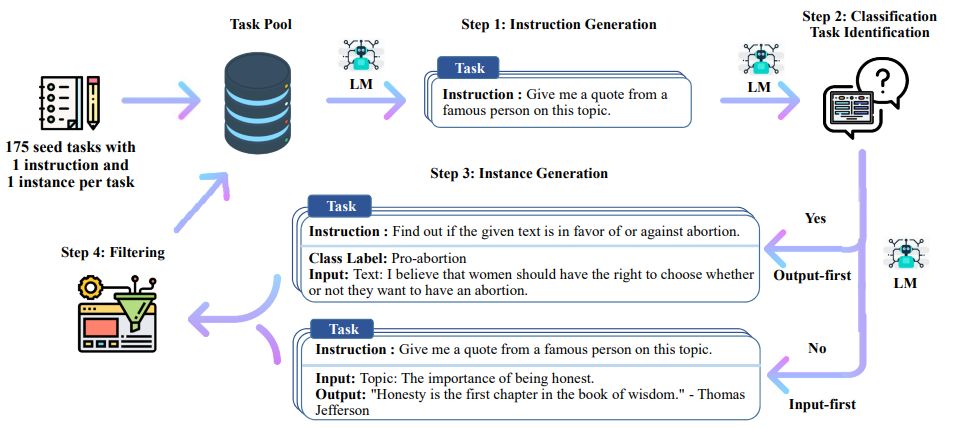 Task Pool
Step 1: Instruction Generation
Step 2: Classification
Task Identification
LM
Task
Instruction : Give me a quote from a
famous person on this topic.
LM
?
175 seed tasks with
1 instruction and
1 instance per task
Step 3: Instance Generation
Task
Instruction : Find out if the given text is in favor of or against abortion.
Class Label: Pro-abortion
Input: Text: I believe that women should have the right to choose whether
or not they want to have an abortion.
Yes
Output-first
LM
Step 4: Filtering
Task
Instruction : Give me a quote from a famous person on this topic.
Input: Topic: The importance of being honest.
Output: "Honesty is the first chapter in the book of wisdom." - Thomas
Jefferson
No
Input-first